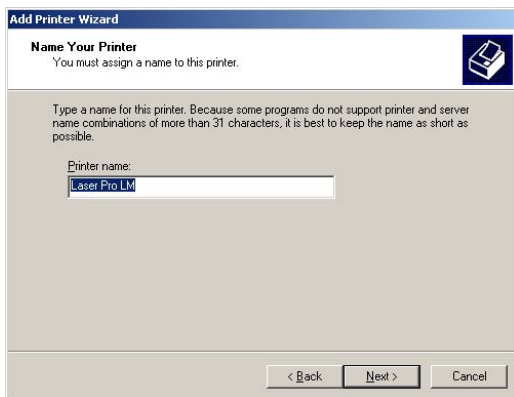 Add Printer Wizard
Name Your Printer
You must assign a name to this printer.
Type a name for this printer. Because some programs do not support printer and server
name combinations of more than 31 characters, it is best to keep the name as short as
possible.
Printer name:
Laser Pro LM
< Back Next > Cancel